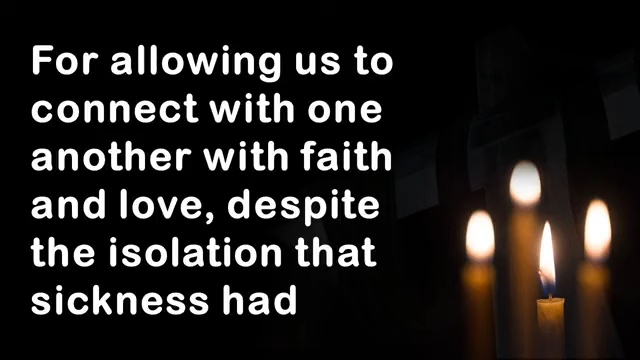 For allowing us to
connect with one
another with faith
and love, despite
the isolation that
sickness had